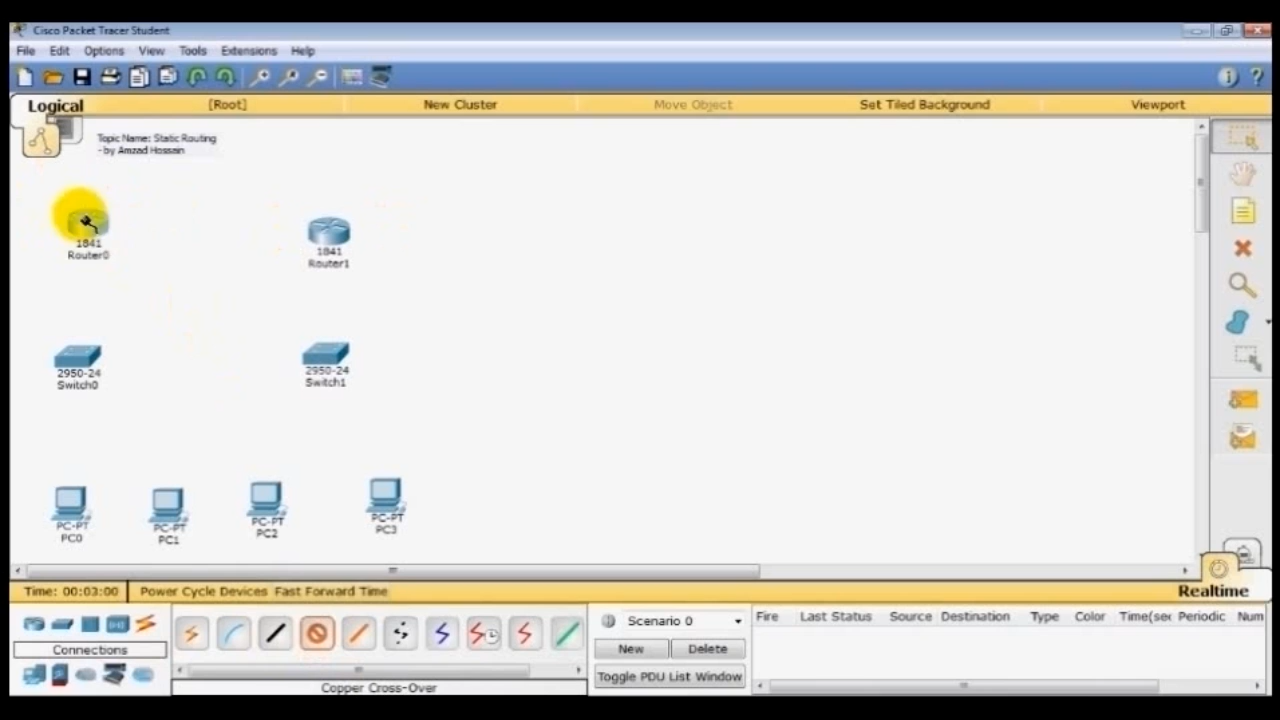 Cisco Packet Tracer Student
File Edit Options View Tools Extensions Help
Logical [Root] New Cluster Move Object Set Tiled Background Viewport
Topic Name: Static Routing
- by Amzad Hossain
1841
Router0
1841
Router1
2950-24
Switch0
2950-24
Switch1
PC-PT
PC0
PC-PT
PC1
PC-PT
PC2
PC-PT
PC3
Time: 00:03:00 Power Cycle Devices Fast Forward Time
Realtime
Connections
Copper Cross-Over
Scenario 0
New Delete
Toggle PDU List Window
Fire Last Status Source Destination Type Color Time(sec Periodic Num